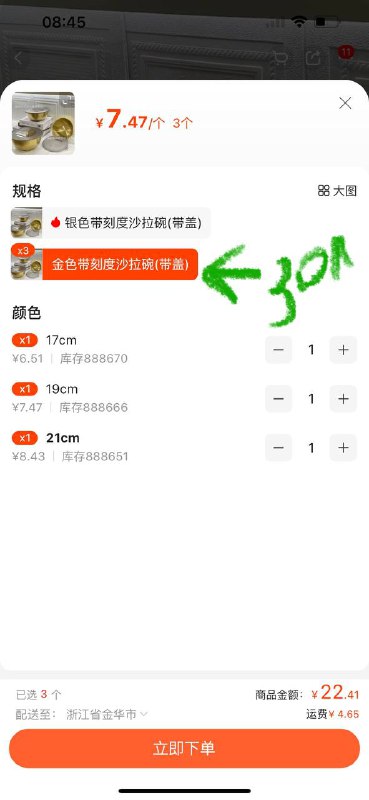 08:45
11
¥7.47/个 3个
规格
大图
银色带刻度沙拉碗(带盖)
x3
金色带刻度沙拉碗(带盖)
颜色
x1 17cm
¥6.51 | 库存888670
1
x1 19cm
¥7.47 | 库存888666
1
x1 21cm
¥8.43 | 库存888651
1
已选 3 个
商品金额: ¥22.41
配送至: 浙江省金华市
运费¥4.65
立即下单